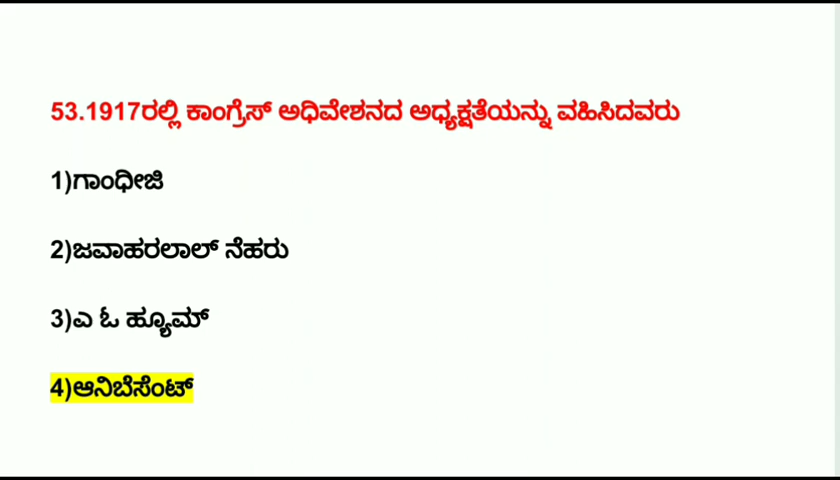 53.1917ರಲ್ಲಿ ಕಾಂಗ್ರೆಸ್ ಅಧಿವೇಶನದ ಅಧ್ಯಕ್ಷತೆಯನ್ನು ವಹಿಸಿದವರು
1)ಗಾಂಧೀಜಿ
2)ಜವಾಹರಲಾಲ್ ನೆಹರು
3)ಎ ಓ ಹ್ಯೂಮ್
4)ಆನಿಬೆಸೆಂಟ್